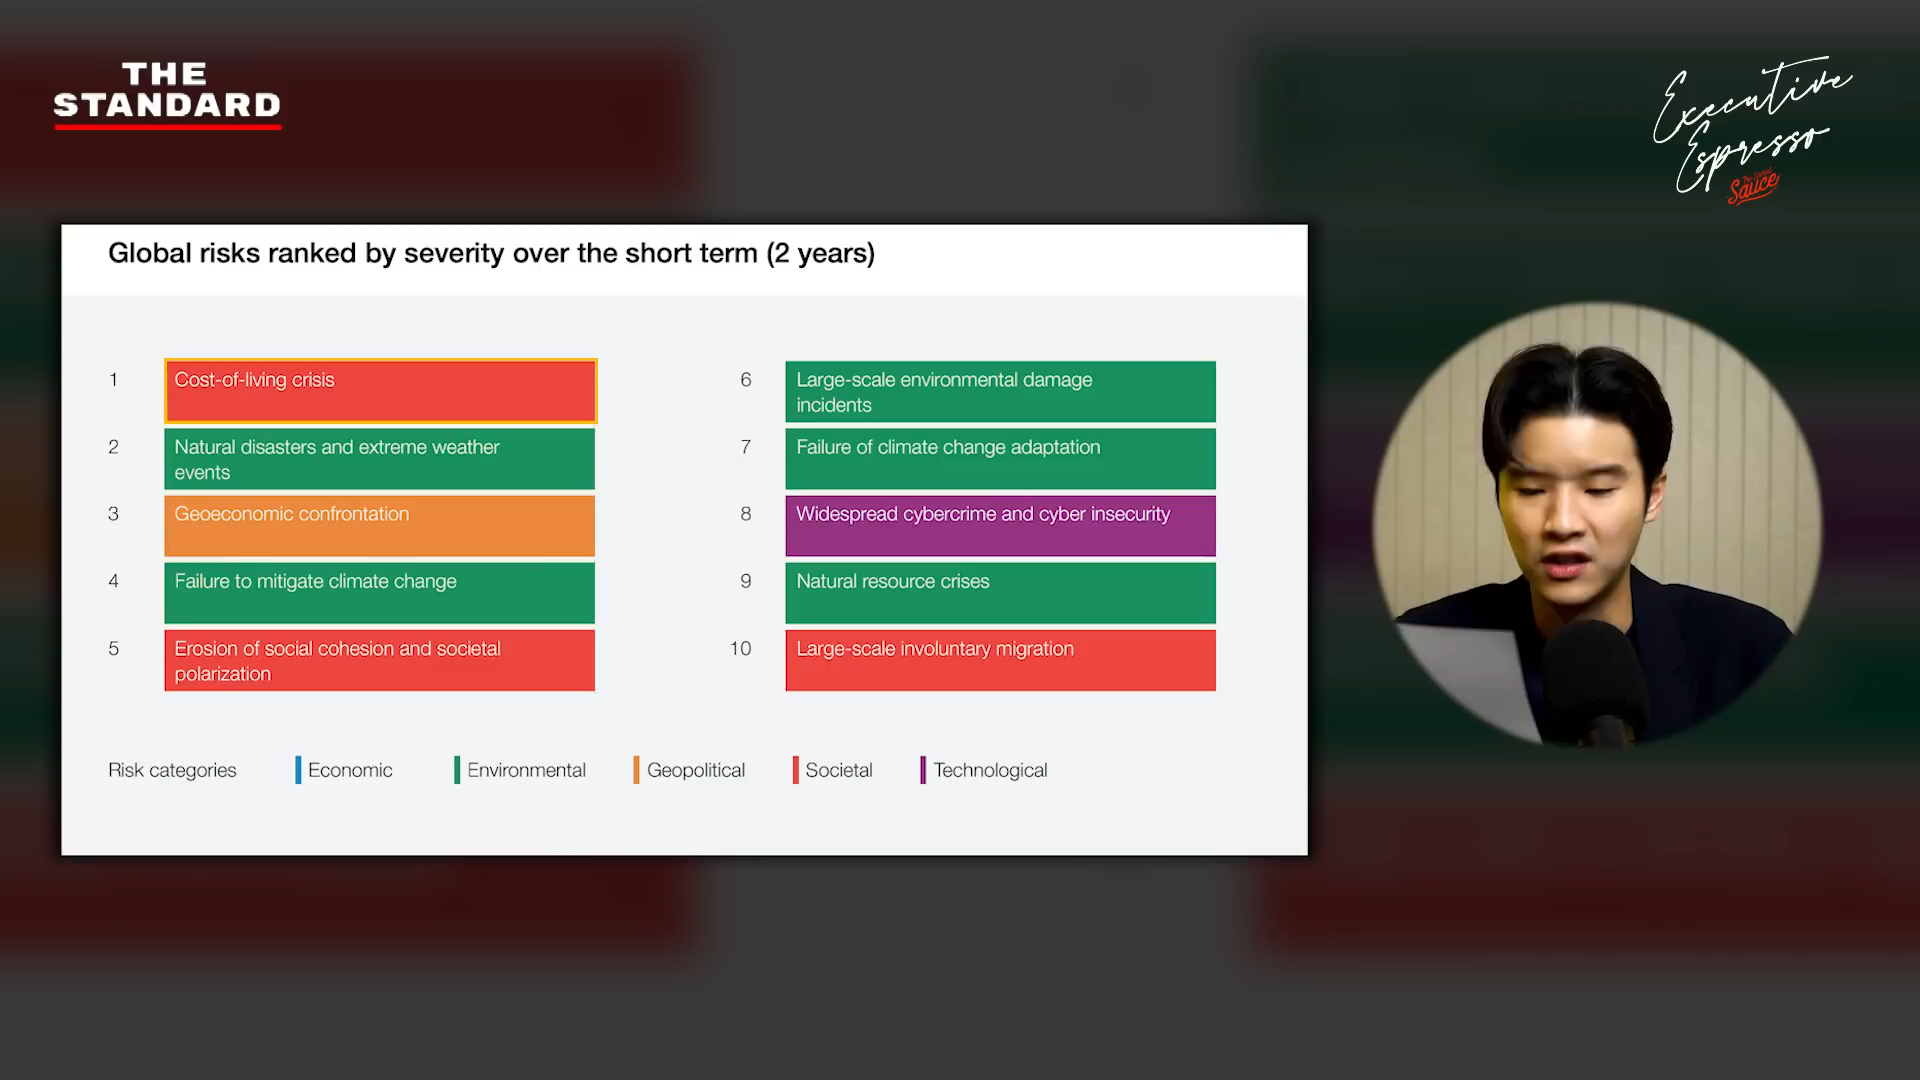 THE
STANDARD
Executive
Espresso
The Secret
Sauce
Global risks ranked by severity over the short term (2 years)
1
Cost-of-living crisis
2
Natural disasters and extreme weather
events
3
Geoeconomic confrontation
4
Failure to mitigate climate change
5
Erosion of social cohesion and societal
polarization
6
Large-scale environmental damage
incidents
7
Failure of climate change adaptation
8
Widespread cybercrime and cyber insecurity
9
Natural resource crises
10
Large-scale involuntary migration
Risk categories
Economic
Environmental
Geopolitical
Societal
Technological